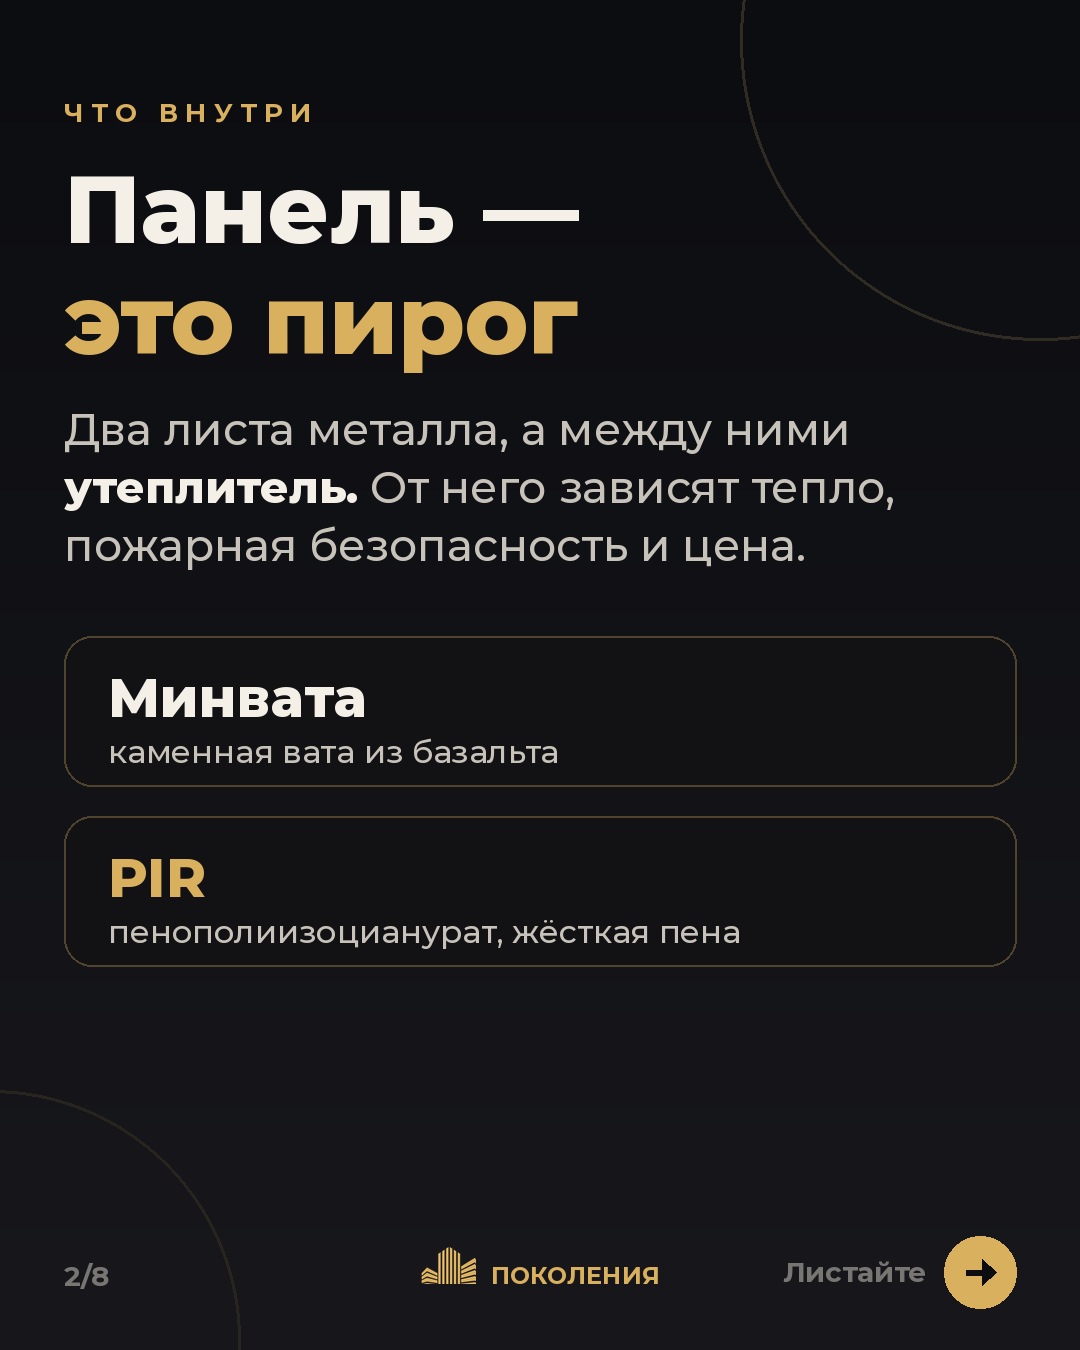 ЧТО ВНУТРИ
Панель —
это пирог
Два листа металла, а между ними
утеплитель. От него зависят тепло,
пожарная безопасность и цена.
Минвата
каменная вата из базальта
PIR
пенополиизоцианурат, жёсткая пена
2/8
ПОКОЛЕНИЯ
Листайте